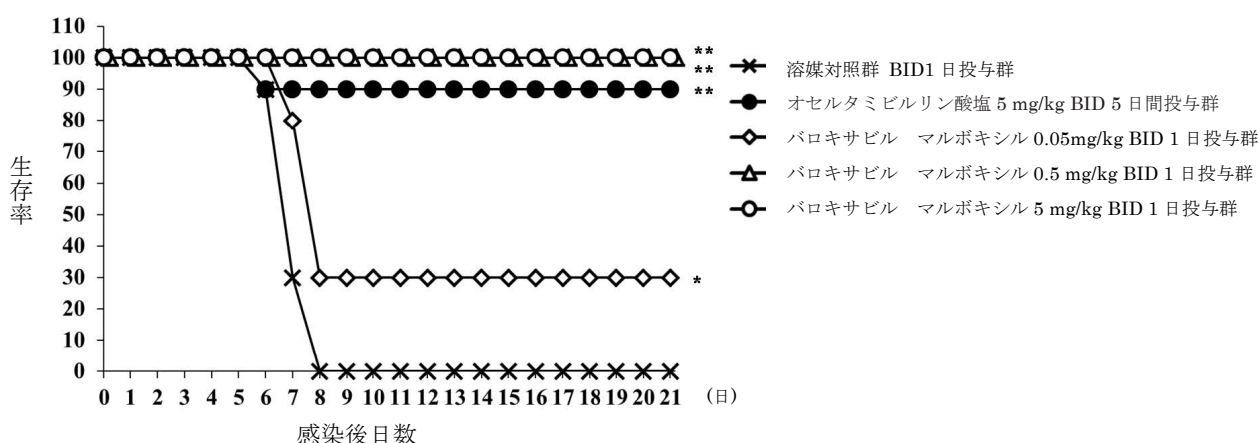 110
100
90
80
70
60
50
40
30
20
10
0
生存率
0 1 2 3 4 5 6 7 8 9 10 11 12 13 14 15 16 17 18 19 20 21 (日)
感染後日数
**
**
**
*
溶媒対照群 BID1 日投与群
オセルタミビルリン酸塩 5 mg/kg BID 5 日間投与群
バロキサビル　マルボキシル 0.05mg/kg BID 1 日投与群
バロキサビル　マルボキシル 0.5 mg/kg BID 1 日投与群
バロキサビル　マルボキシル 5 mg/kg BID 1 日投与群